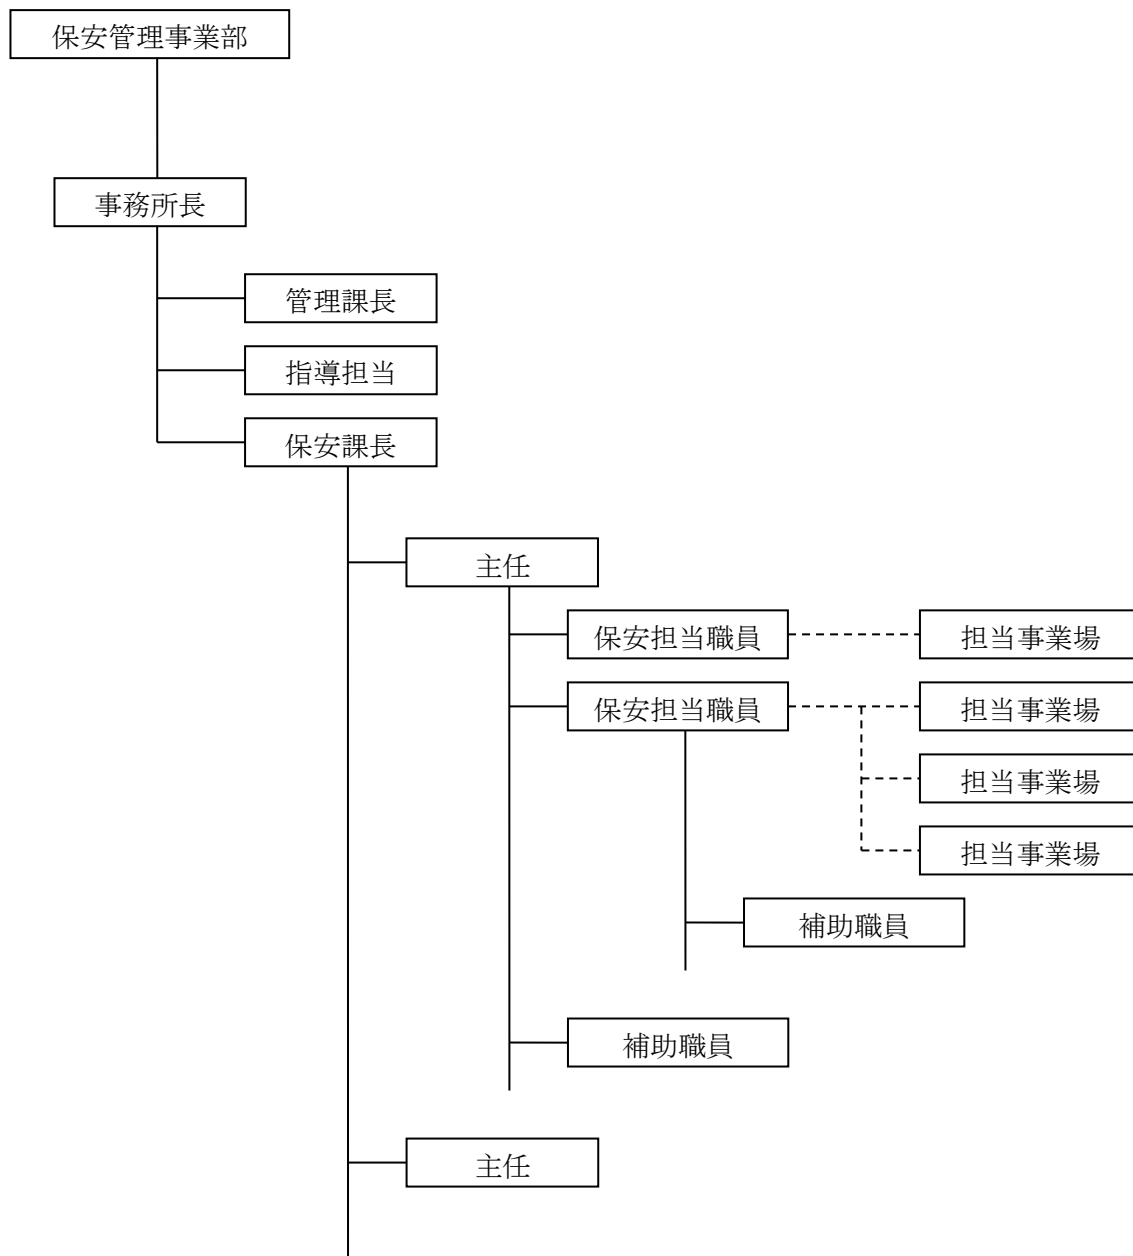 保安管理事業部
事務所長
管理課長
指導担当
保安課長
主任
保安担当職員
担当事業場
保安担当職員
担当事業場
担当事業場
担当事業場
補助職員
補助職員
主任